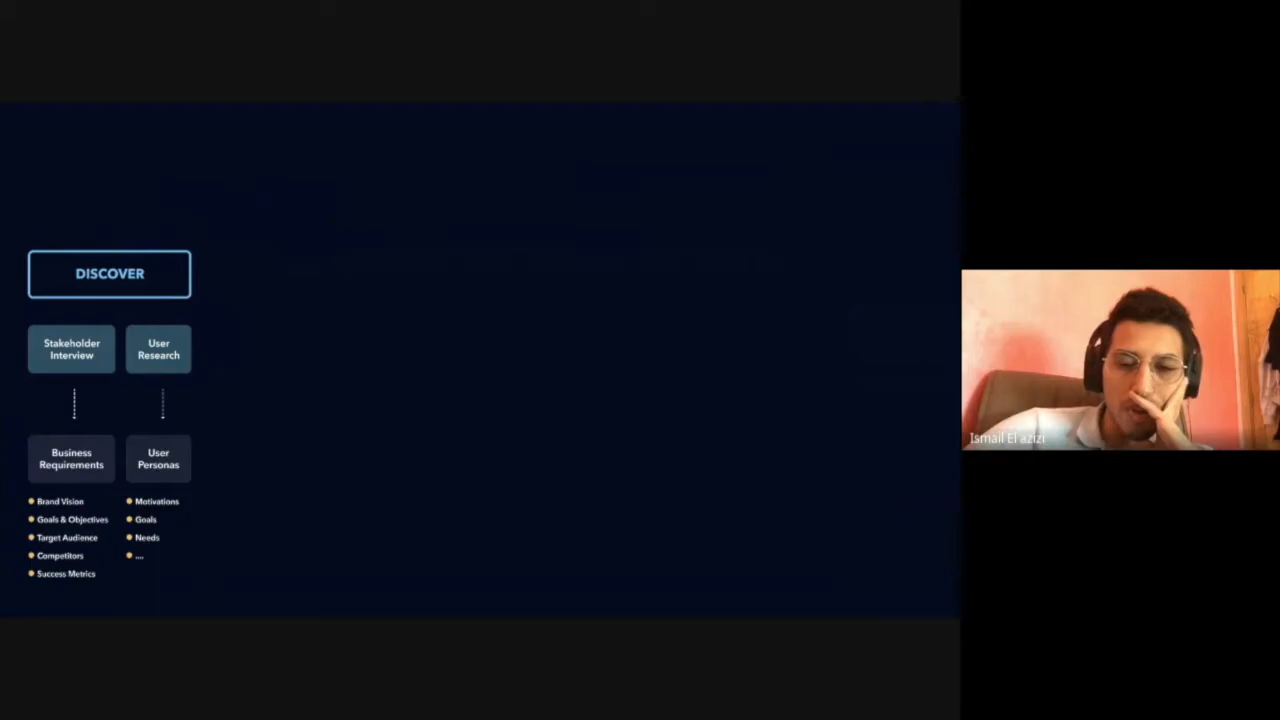 DISCOVER
Stakeholder
Interview
User
Research
Business
Requirements
User
Personas
Brand Vision
Goals & Objectives
Target Audience
Competitors
Success Metrics
Motivations
Goals
Needs
....
Ismail El azizi